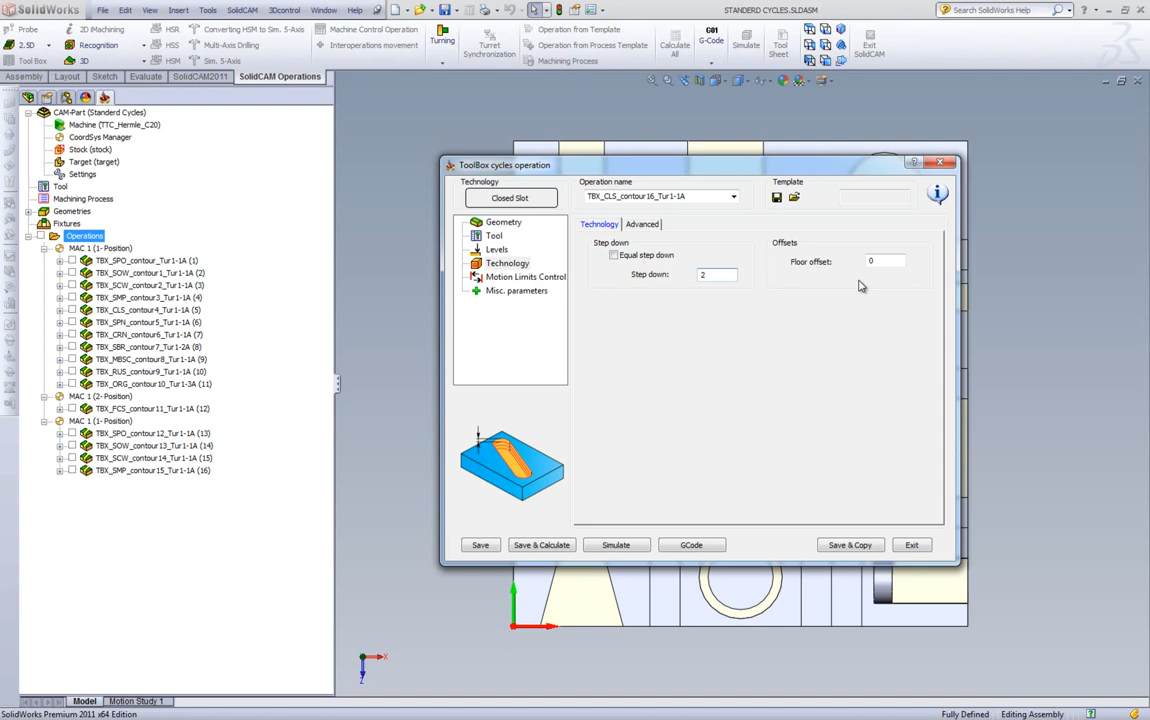 SolidWorks
File Edit View Insert Tools SolidCAM 3Dcontrol Window Help
STANDERD CYCLES.SLDASM
Search SolidWorks Help
Probe
2.5D
Tool Box
2D iMachining
Recognition
3D
Converting HSM to Sim. 5-Axis
HSS Multi-Axis Drilling
HSM Sim. 5-Axis
Machine Control Operation
Interoperations movement
Turning
Turret Synchronization
Operation from Template
Operation from Process Template
Machining Process
Calculate All
G01
G-Code
Simulate
Tool Sheet
Exit SolidCAM
Assembly Layout Sketch Evaluate SolidCAM2011 SolidCAM Operations
CAM-Part (Standerd Cycles)
Machine (TTC_Hermle_C20)
CoordSys Manager
Stock (stock)
Target (target)
Settings
Tool
Machining Process
Geometries
Fixtures
Operations
MAC 1 (1- Position)
TBX_SPO_contour_Tur1-1A (1)
TBX_SOW_contour1_Tur1-1A (2)
TBX_SCW_contour2_Tur1-1A (3)
TBX_SMP_contour3_Tur1-1A (4)
TBX_CLS_contour4_Tur1-1A (5)
TBX_SPN_contour5_Tur1-1A (6)
TBX_CRN_contour6_Tur1-1A (7)
TBX_SBR_contour7_Tur1-2A (8)
TBX_MBSC_contour8_Tur1-1A (9)
TBX_RUS_contour9_Tur1-1A (10)
TBX_ORG_contour10_Tur1-3A (11)
MAC 1 (2- Position)
TBX_FCS_contour11_Tur1-1A (12)
MAC 1 (1- Position)
TBX_SPO_contour12_Tur1-1A (13)
TBX_SOW_contour13_Tur1-1A (14)
TBX_SCW_contour14_Tur1-1A (15)
TBX_SMP_contour15_Tur1-1A (16)
ToolBox cycles operation
Technology
Closed Slot
Operation name
TBX_CLS_contour16_Tur1-1A
Template
Geometry
Tool
Levels
Technology
Motion Limits Control
Misc. parameters
Technology Advanced
Step down
Equal step down
Step down: 2
Offsets
Floor offset: 0
Save Save & Calculate Simulate GCode Save & Copy Exit
X
Z
Model Motion Study 1
SolidWorks Premium 2011 x64 Edition
Fully Defined Editing Assembly